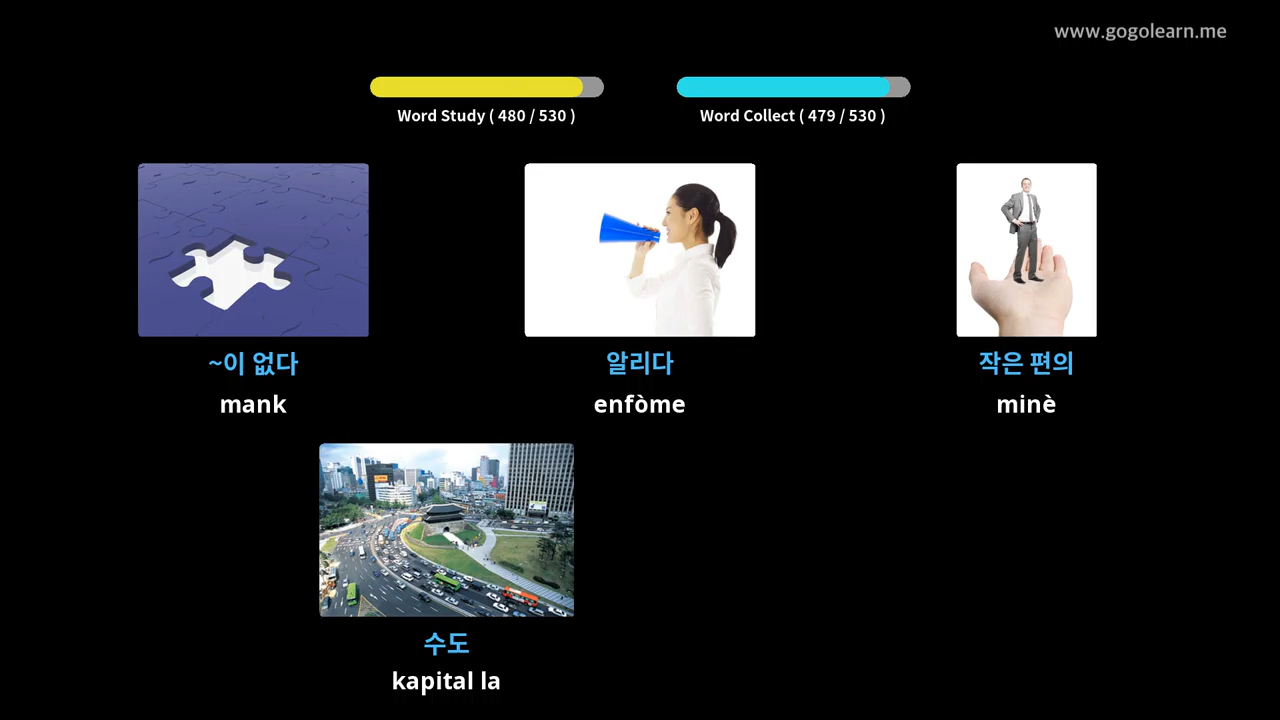 www.gogolearn.me
Word Study ( 480 / 530 )
Word Collect ( 479 / 530 )
~이 없다
mank
알리다
enfòme
작은 편의
minè
수도
kapital la